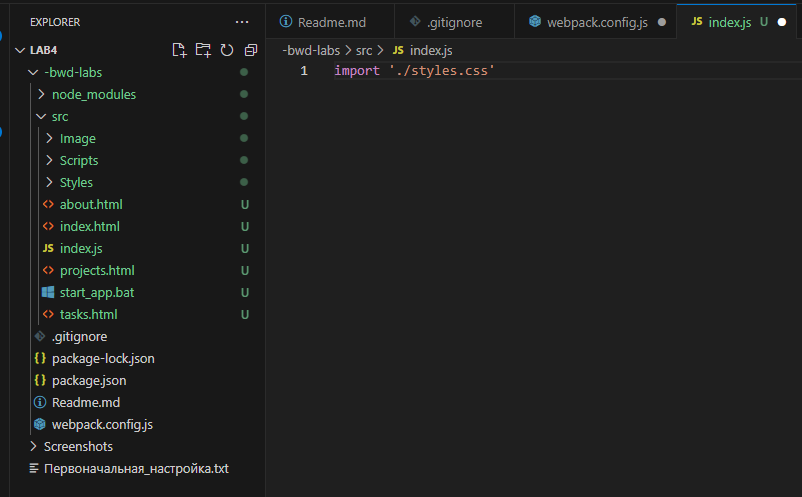 EXPLORER ...
LAB4
-bwd-labs
node_modules
src
Image
Scripts
Styles
about.html U
index.html U
JS index.js U
projects.html U
start_app.bat U
tasks.html U
.gitignore
{} package-lock.json
{} package.json
Readme.md
webpack.config.js
Screenshots
Первоначальная_настройка.txt
Readme.md .gitignore webpack.config.js JS index.js U
-bwd-labs > src > JS index.js
1 import './styles.css'